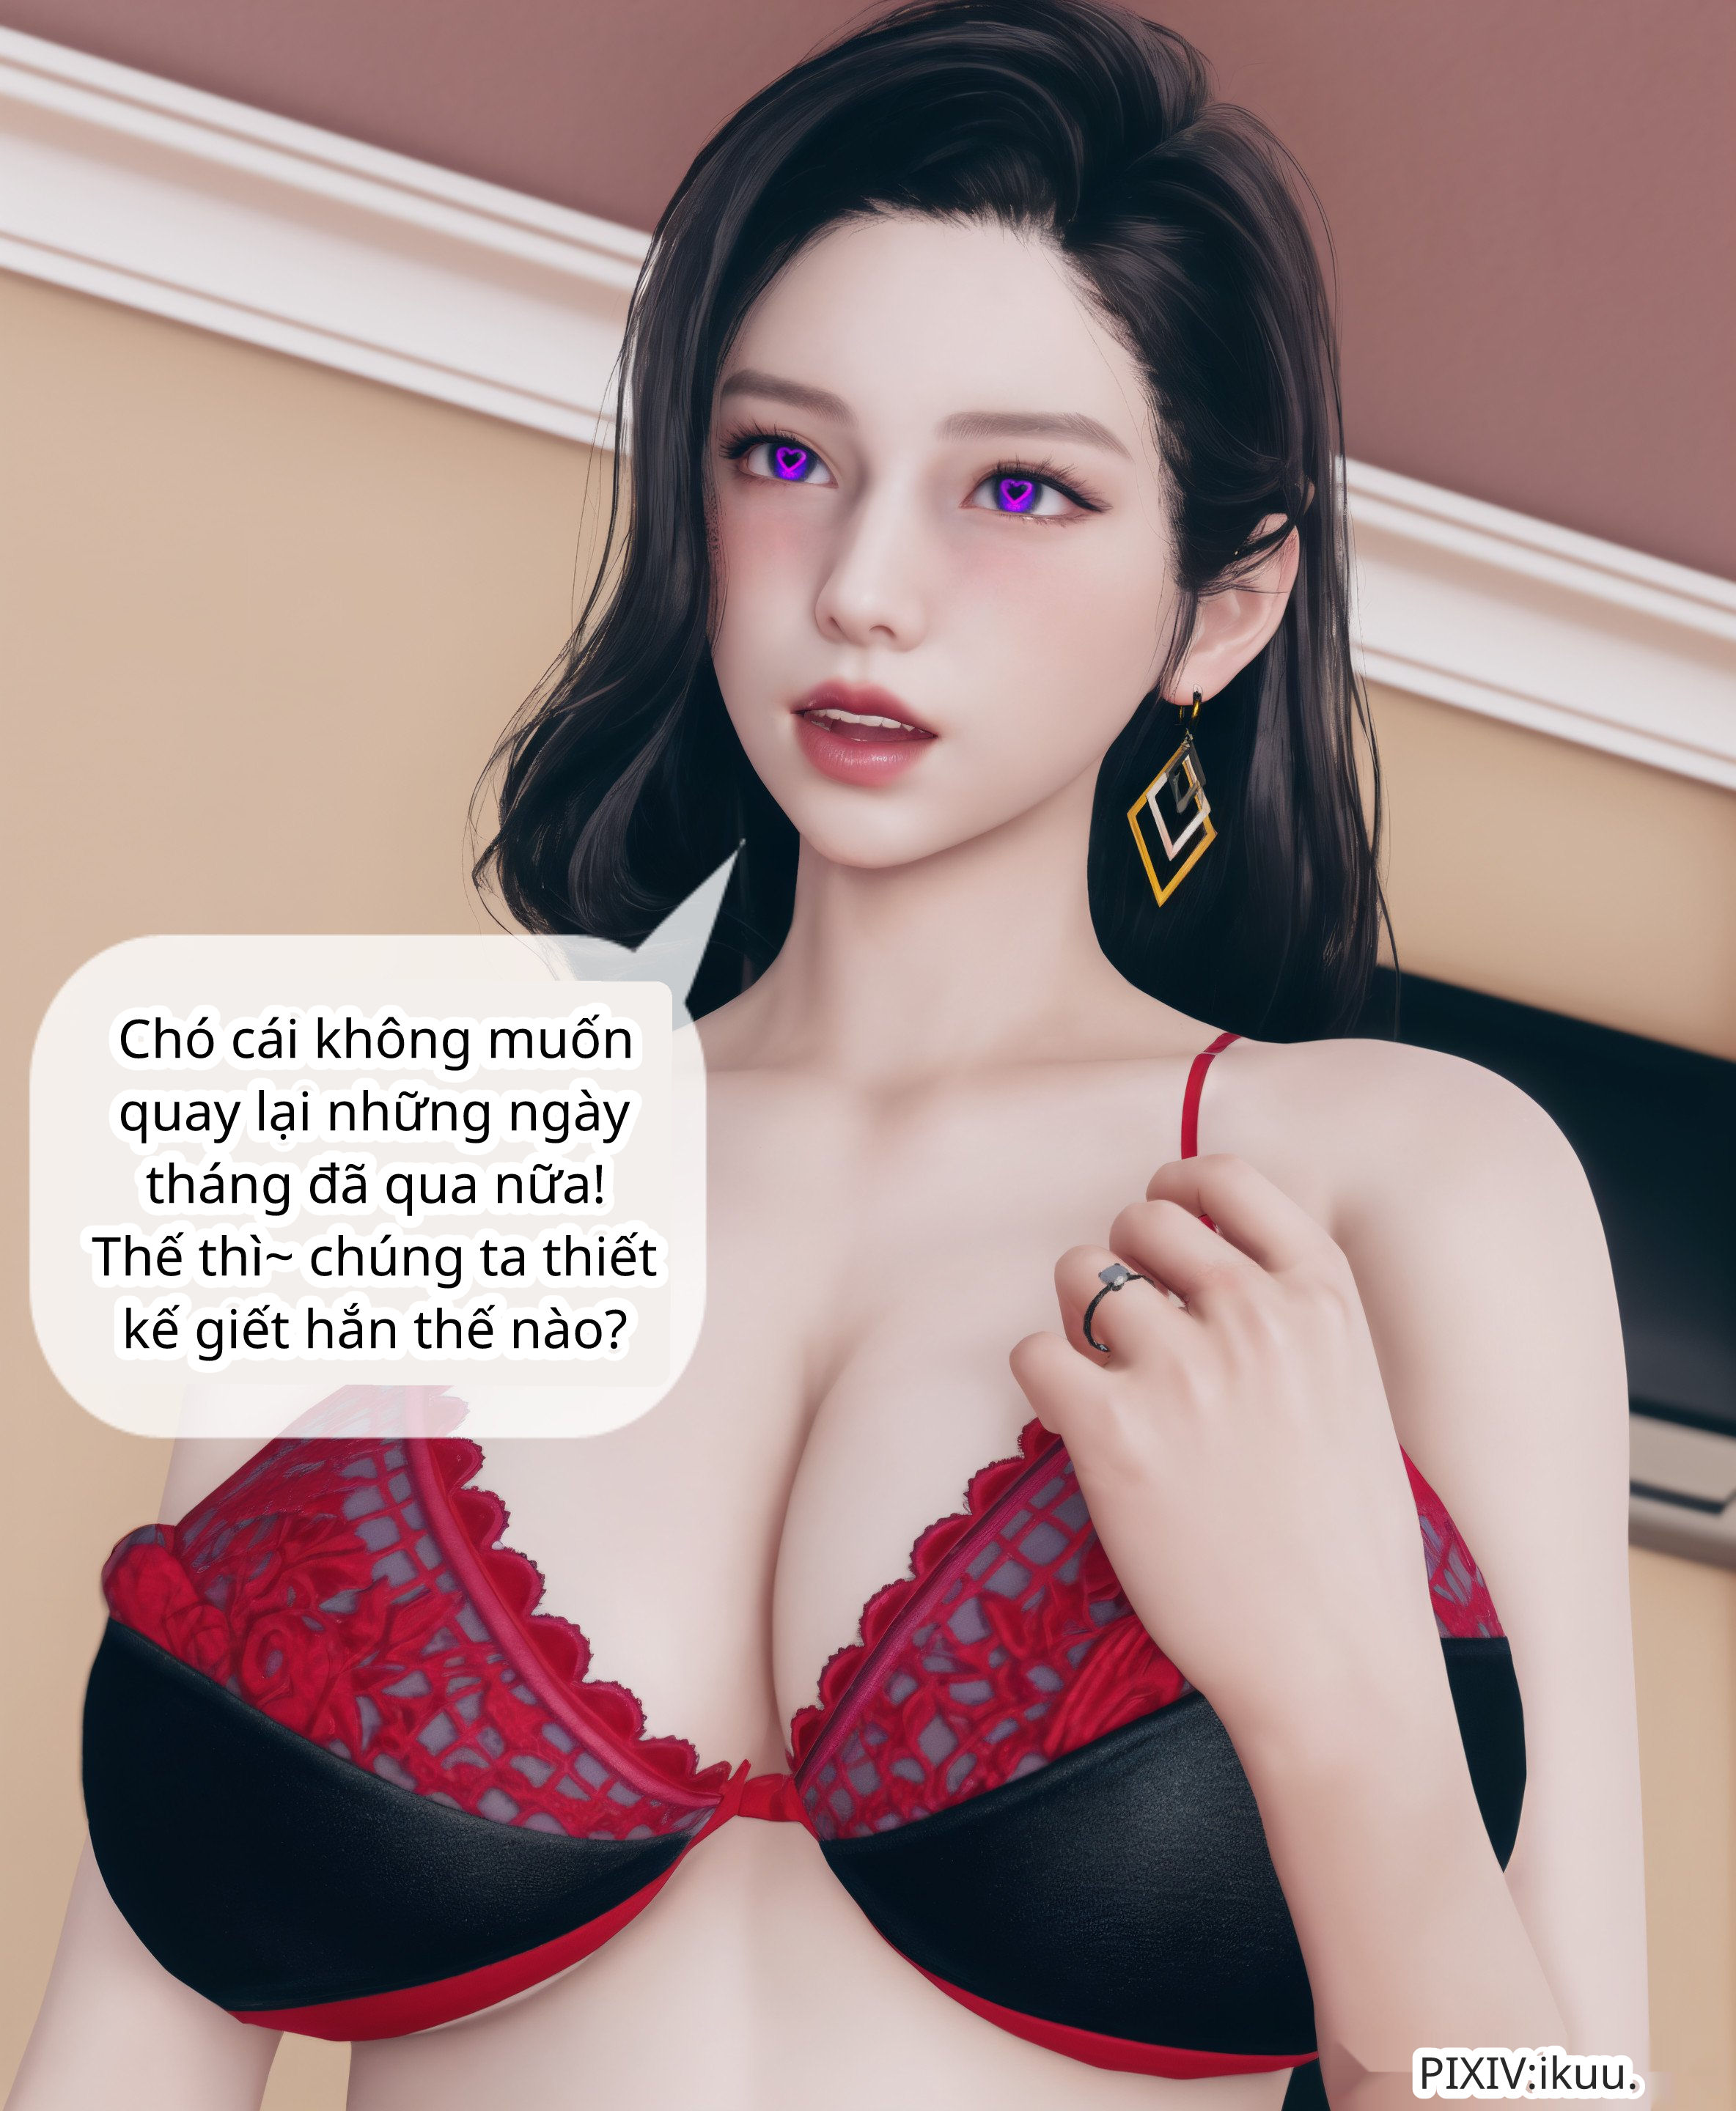 Chó cái không muốn
quay lại những ngày
tháng đã qua nữa!
Thế thì~ chúng ta thiết
kế giết hắn thế nào?
PIXIV:ikuu.